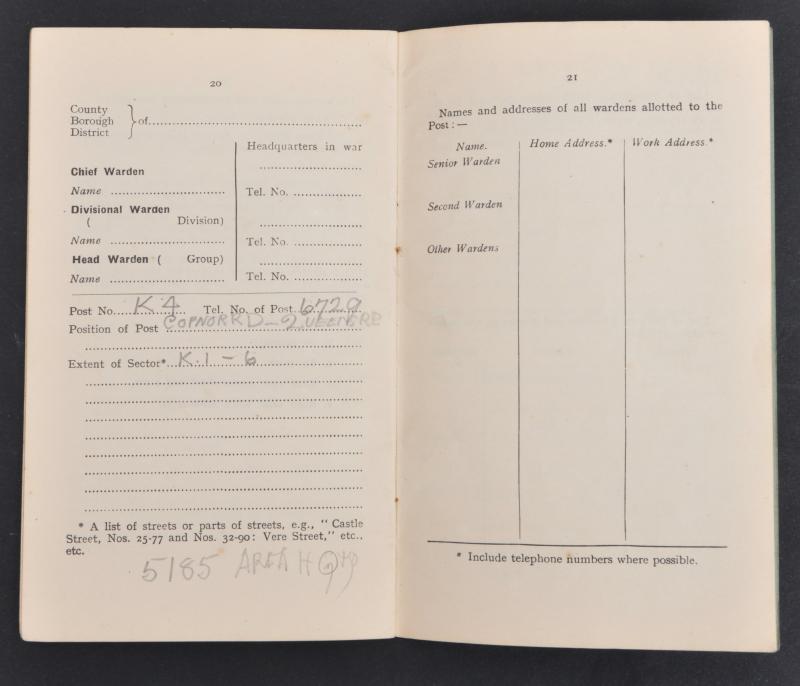 20
County
Borough } of
District
Headquarters in war
Chief Warden
Name
Tel. No.
Divisional Warden
( Division)
Name
Tel. No.
Head Warden ( Group)
Name
Tel. No.
Post No. K 4 Tel. No. of Post 6729
Position of Post COPNOR RD -
Extent of Sector* K.1 - 6
* A list of streets or parts of streets, e.g., " Castle
Street, Nos. 25-77 and Nos. 32-90: Vere Street," etc.,
etc.
5185 AREA H Q
21
Names and addresses of all wardens allotted to the
Post :—
Name. Home Address.* Work Address.*
Senior Warden
Second Warden
Other Wardens
* Include telephone numbers where possible.